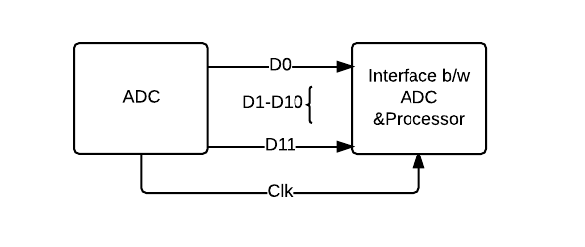 ADC
D0
D1-D10
D11
Clk
Interface b/w
ADC
&Processor